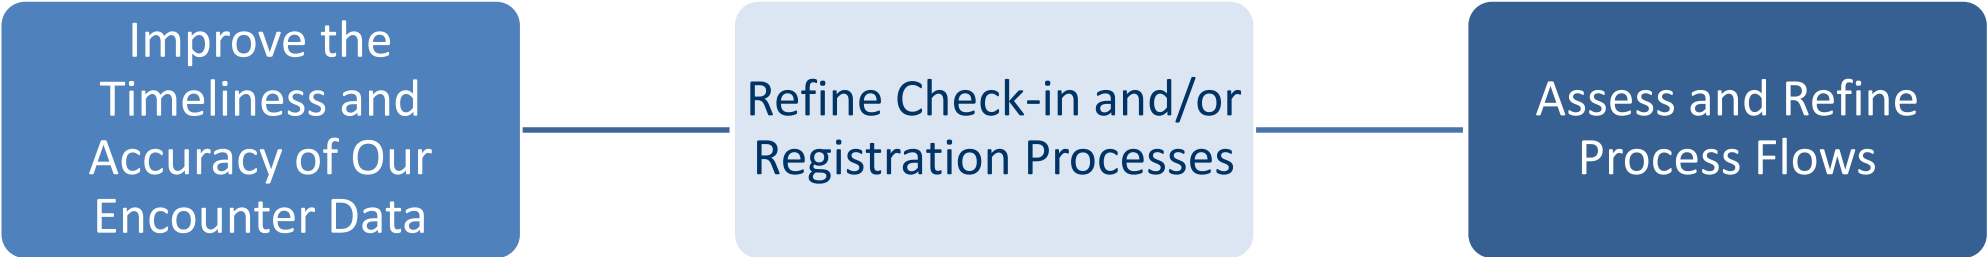 Improve the
Timeliness and
Accuracy of Our
Encounter Data
Refine Check-in and/or
Registration Processes
Assess and Refine
Process Flows